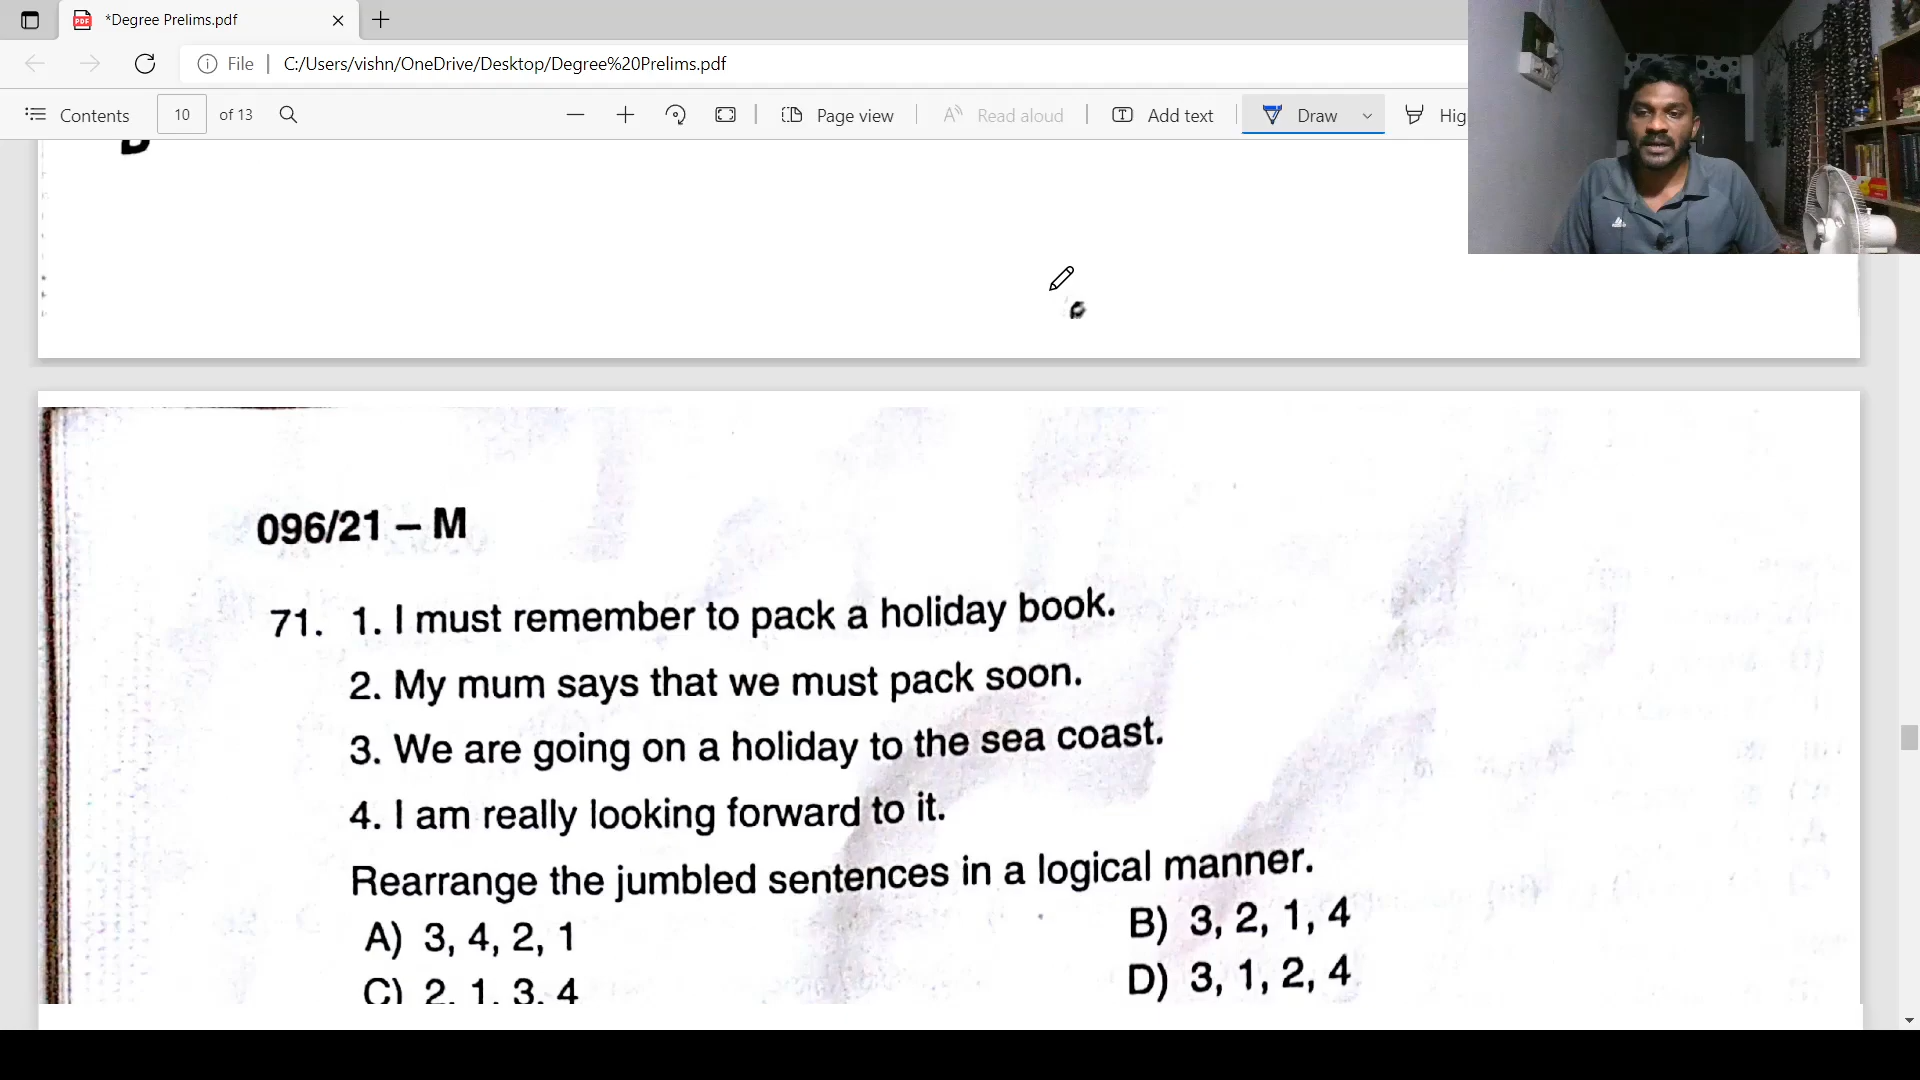 *Degree Prelims.pdf
File
C:/Users/vishn/OneDrive/Desktop/Degree%20Prelims.pdf
Contents
10
of 13
Page view
Read aloud
Add text
Draw
Hig
096/21 – M
71. 1. I must remember to pack a holiday book.
2. My mum says that we must pack soon.
3. We are going on a holiday to the sea coast.
4. I am really looking forward to it.
Rearrange the jumbled sentences in a logical manner.
A) 3, 4, 2, 1
B) 3, 2, 1, 4
C) 2, 1, 3, 4
D) 3, 1, 2, 4